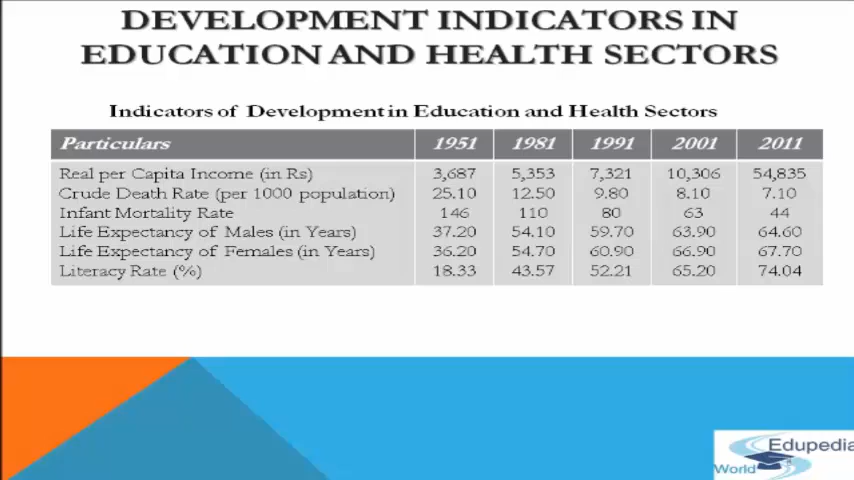 DEVELOPMENT INDICATORS IN
EDUCATION AND HEALTH SECTORS
Indicators of Development in Education and Health Sectors
Particulars 1951 1981 1991 2001 2011
Real per Capita Income (in Rs) 3,687 5,353 7,321 10,306 54,835
Crude Death Rate (per 1000 population) 25.10 12.50 9.80 8.10 7.10
Infant Mortality Rate 146 110 80 63 44
Life Expectancy of Males (in Years) 37.20 54.10 59.70 63.90 64.60
Life Expectancy of Females (in Years) 36.20 54.70 60.90 66.90 67.70
Literacy Rate (%) 18.33 43.57 52.21 65.20 74.04
Edupedia
World